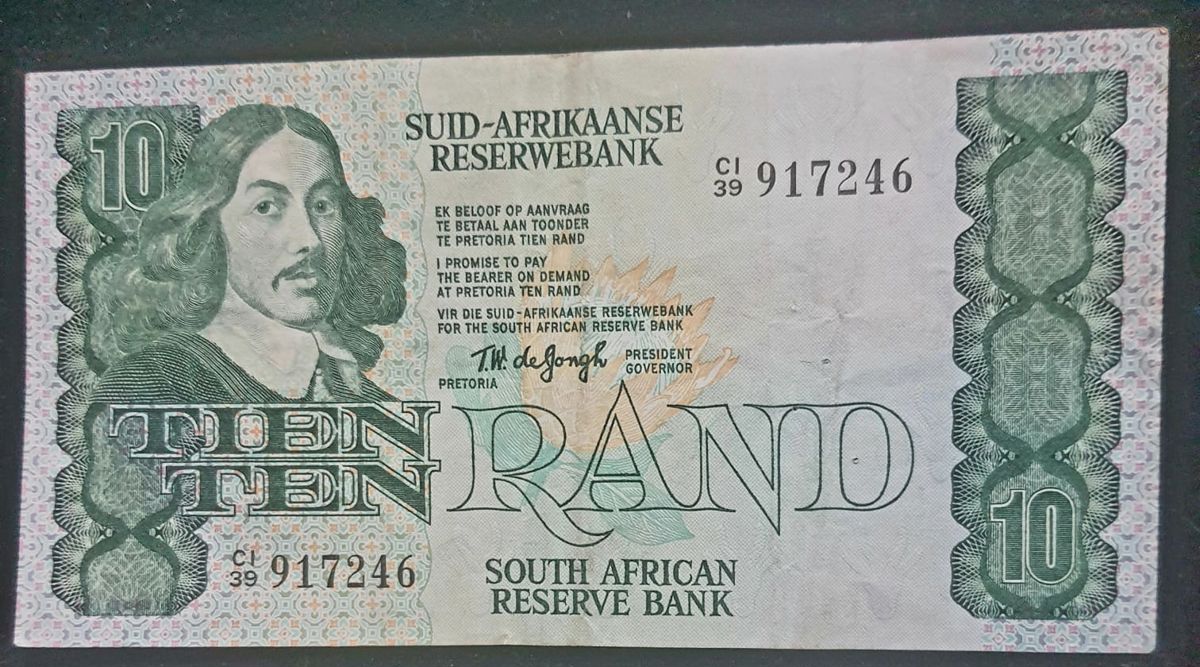 10
SUID-AFRIKAANSE
RESERWEBANK
CI
39 917246
EK BELOOF OP AANVRAAG
TE BETAAL AAN TOONDER
TE PRETORIA TIEN RAND
I PROMISE TO PAY
THE BEARER ON DEMAND
AT PRETORIA TEN RAND
VIR DIE SUID-AFRIKAANSE RESERWEBANK
FOR THE SOUTH AFRICAN RESERVE BANK
T.W. de Jongh
PRESIDENT
GOVERNOR
PRETORIA
TIEN
TEN
RAND
10
CI
39 917246
SOUTH AFRICAN
RESERVE BANK